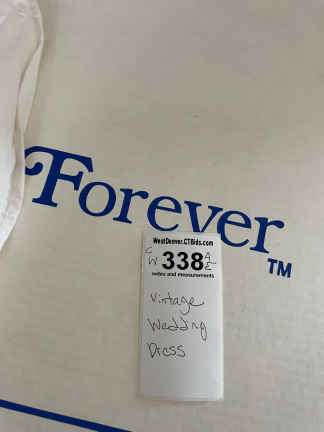 Forever
TM
WestDenver.CTBids.com
C W 338 A E
notes and measurements
Vintage
Wedding
Dress